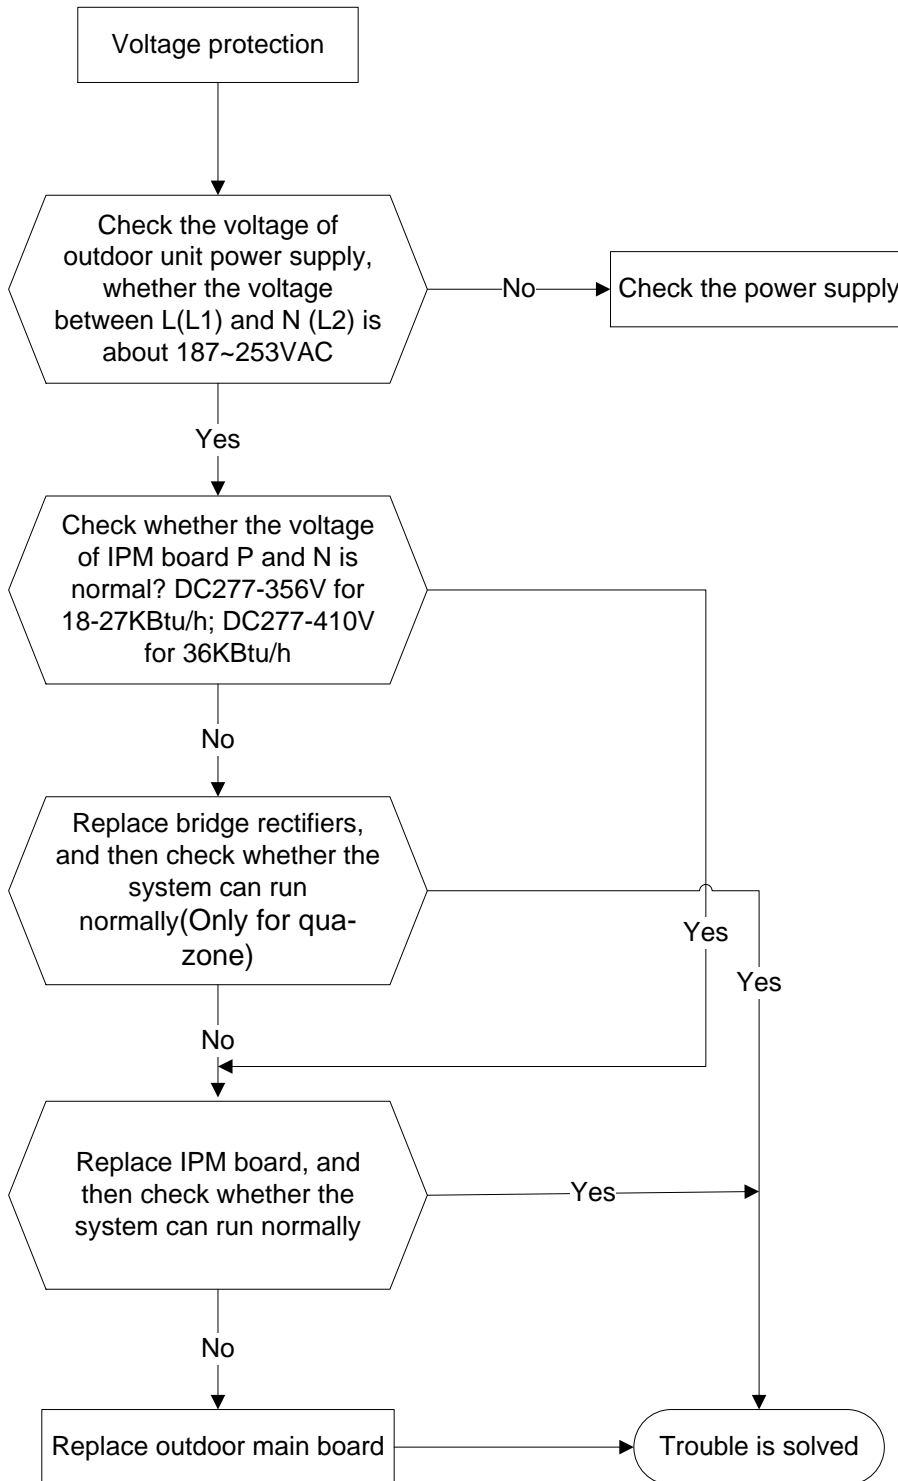 Voltage protection
Check the voltage of
outdoor unit power supply,
whether the voltage
between L(L1) and N (L2) is
about 187~253VAC
No
Check the power supply
Yes
Check whether the voltage
of IPM board P and N is
normal? DC277-356V for
18-27KBtu/h; DC277-410V
for 36KBtu/h
No
Replace bridge rectifiers,
and then check whether the
system can run
normally(Only for qua-
zone)
Yes
Yes
No
Replace IPM board, and
then check whether the
system can run normally
Yes
No
Replace outdoor main board
Trouble is solved